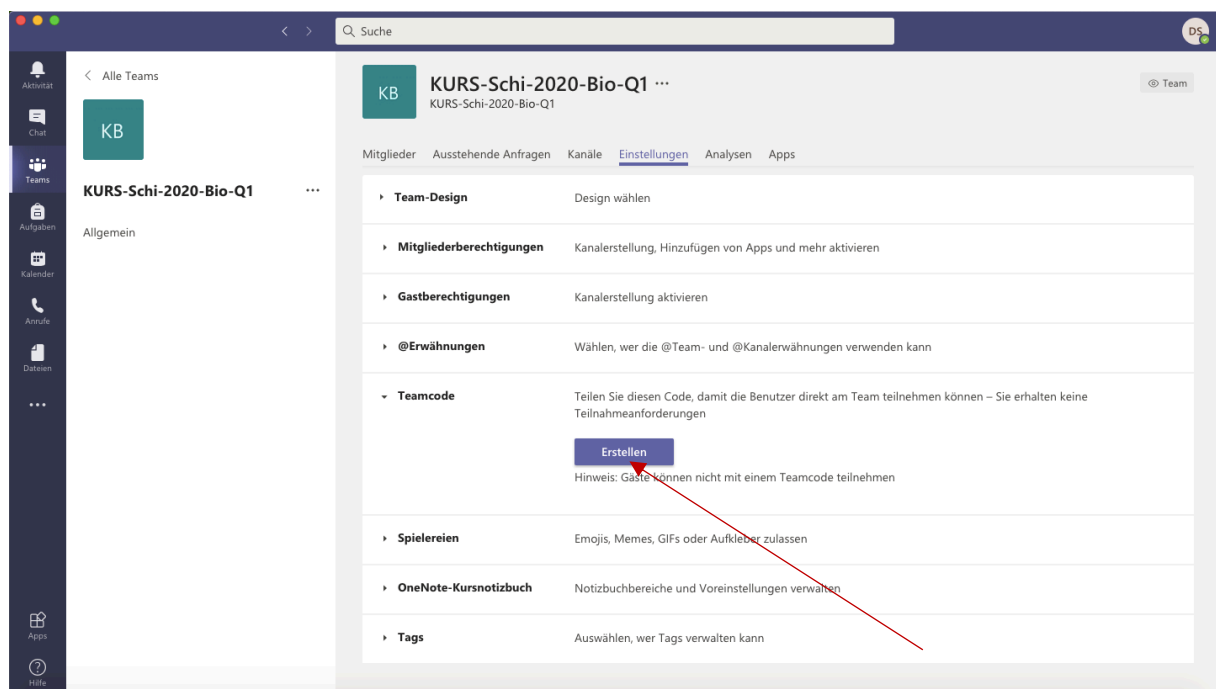 Suche
DS
Aktivität
Chat
Teams
Aufgaben
Kalender
Anrufe
Dateien
Apps
Hilfe
Alle Teams
KB
KURS-Schi-2020-Bio-Q1 ...
Allgemein
KB
KURS-Schi-2020-Bio-Q1 ...
KURS-Schi-2020-Bio-Q1
Team
Mitglieder Ausstehende Anfragen Kanäle Einstellungen Analysen Apps
Team-Design Design wählen
Mitgliederberechtigungen Kanalerstellung, Hinzufügen von Apps und mehr aktivieren
Gastberechtigungen Kanalerstellung aktivieren
@Erwähnungen Wählen, wer die @Team- und @Kanalerwähnungen verwenden kann
Teamcode Teilen Sie diesen Code, damit die Benutzer direkt am Team teilnehmen können – Sie erhalten keine
Teilnahmeanforderungen
Erstellen
Hinweis: Gäste können nicht mit einem Teamcode teilnehmen
Spielereien Emojis, Memes, GIFs oder Aufkleber zulassen
OneNote-Kursnotizbuch Notizbuchbereiche und Voreinstellungen verwalten
Tags Auswählen, wer Tags verwalten kann